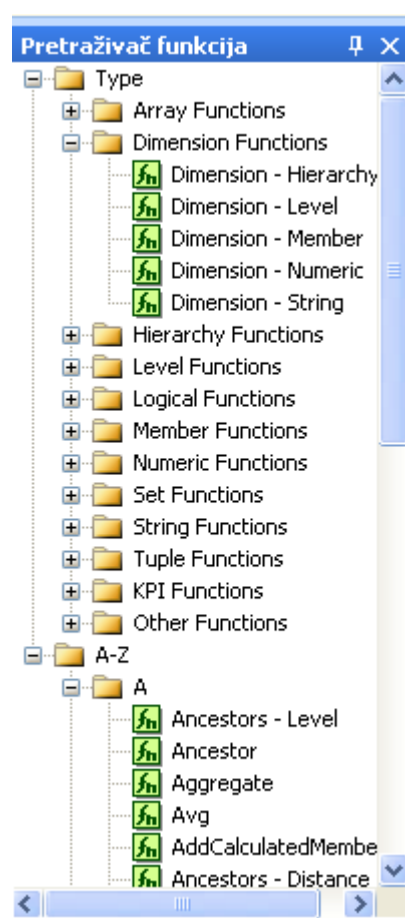 Pretraživač funkcija
Type
Array Functions
Dimension Functions
Dimension - Hierarchy
Dimension - Level
Dimension - Member
Dimension - Numeric
Dimension - String
Hierarchy Functions
Level Functions
Logical Functions
Member Functions
Numeric Functions
Set Functions
String Functions
Tuple Functions
KPI Functions
Other Functions
A-Z
A
Ancestors - Level
Ancestor
Aggregate
Avg
AddCalculatedMembe
Ancestors - Distance